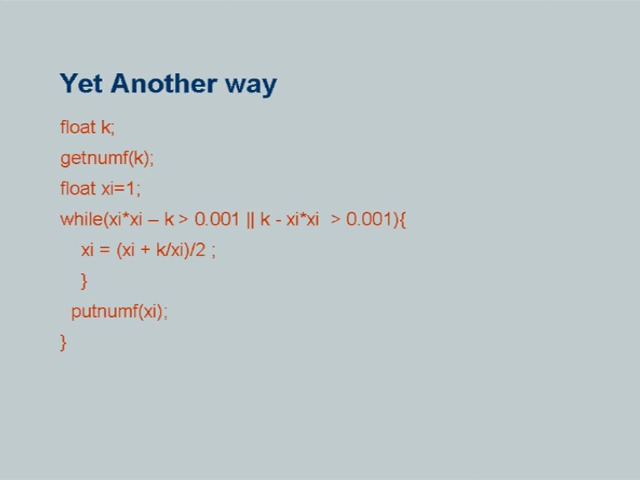 Yet Another way
float k;
getnumf(k);
float xi=1;
while(xi*xi – k > 0.001 || k - xi*xi  > 0.001){
xi = (xi + k/xi)/2 ;
}
putnumf(xi);
}